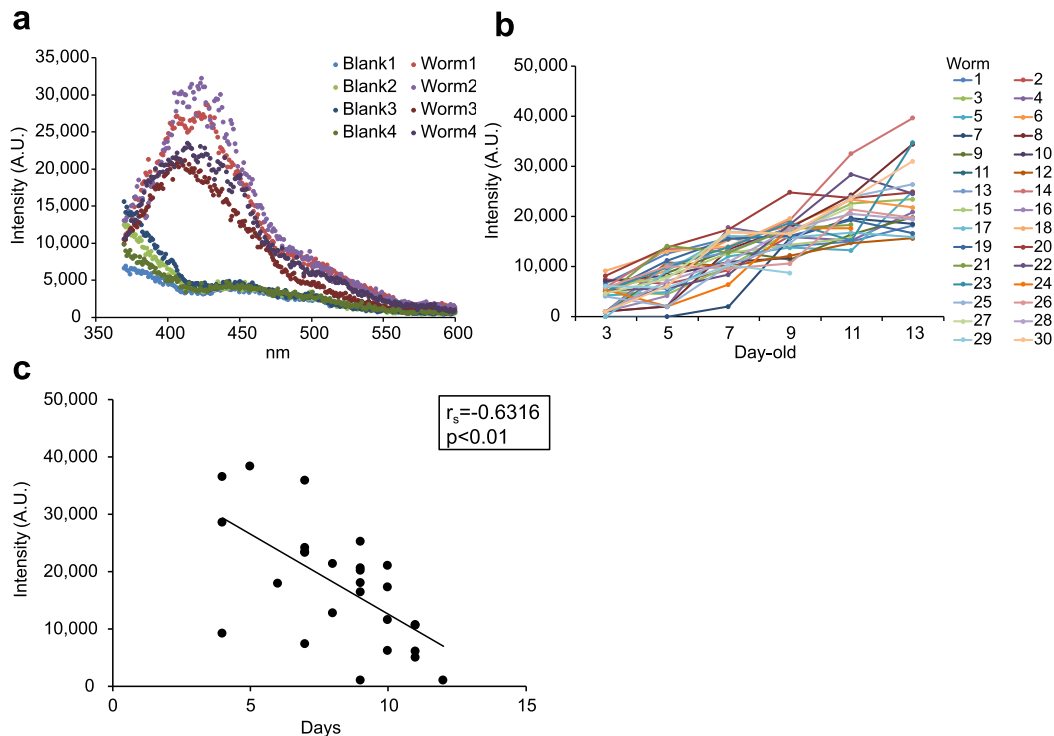 a
35,000
30,000
25,000
20,000
15,000
10,000
5,000
0
Intensity (A.U.)
350 400 450 500 550 600
nm
Blank1 Worm1
Blank2 Worm2
Blank3 Worm3
Blank4 Worm4
b
50,000
40,000
30,000
20,000
10,000
0
Intensity (A.U.)
3 5 7 9 11 13
Day-old
Worm
1 2
3 4
5 6
7 8
9 10
11 12
13 14
15 16
17 18
19 20
21 22
23 24
25 26
27 28
29 30
c
50,000
40,000
30,000
20,000
10,000
0
Intensity (A.U.)
0 5 10 15
Days
rs=-0.6316
p<0.01